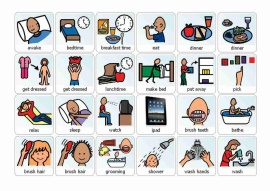 awake
bedtime
breakfast time
eat
dinner
dinner
get dressed
get dressed
lunchtime
make bed
put away
pick
relax
sleep
watch
ipad
brush teeth
bathe
brush hair
brush hair
grooming
shower
wash hands
wash